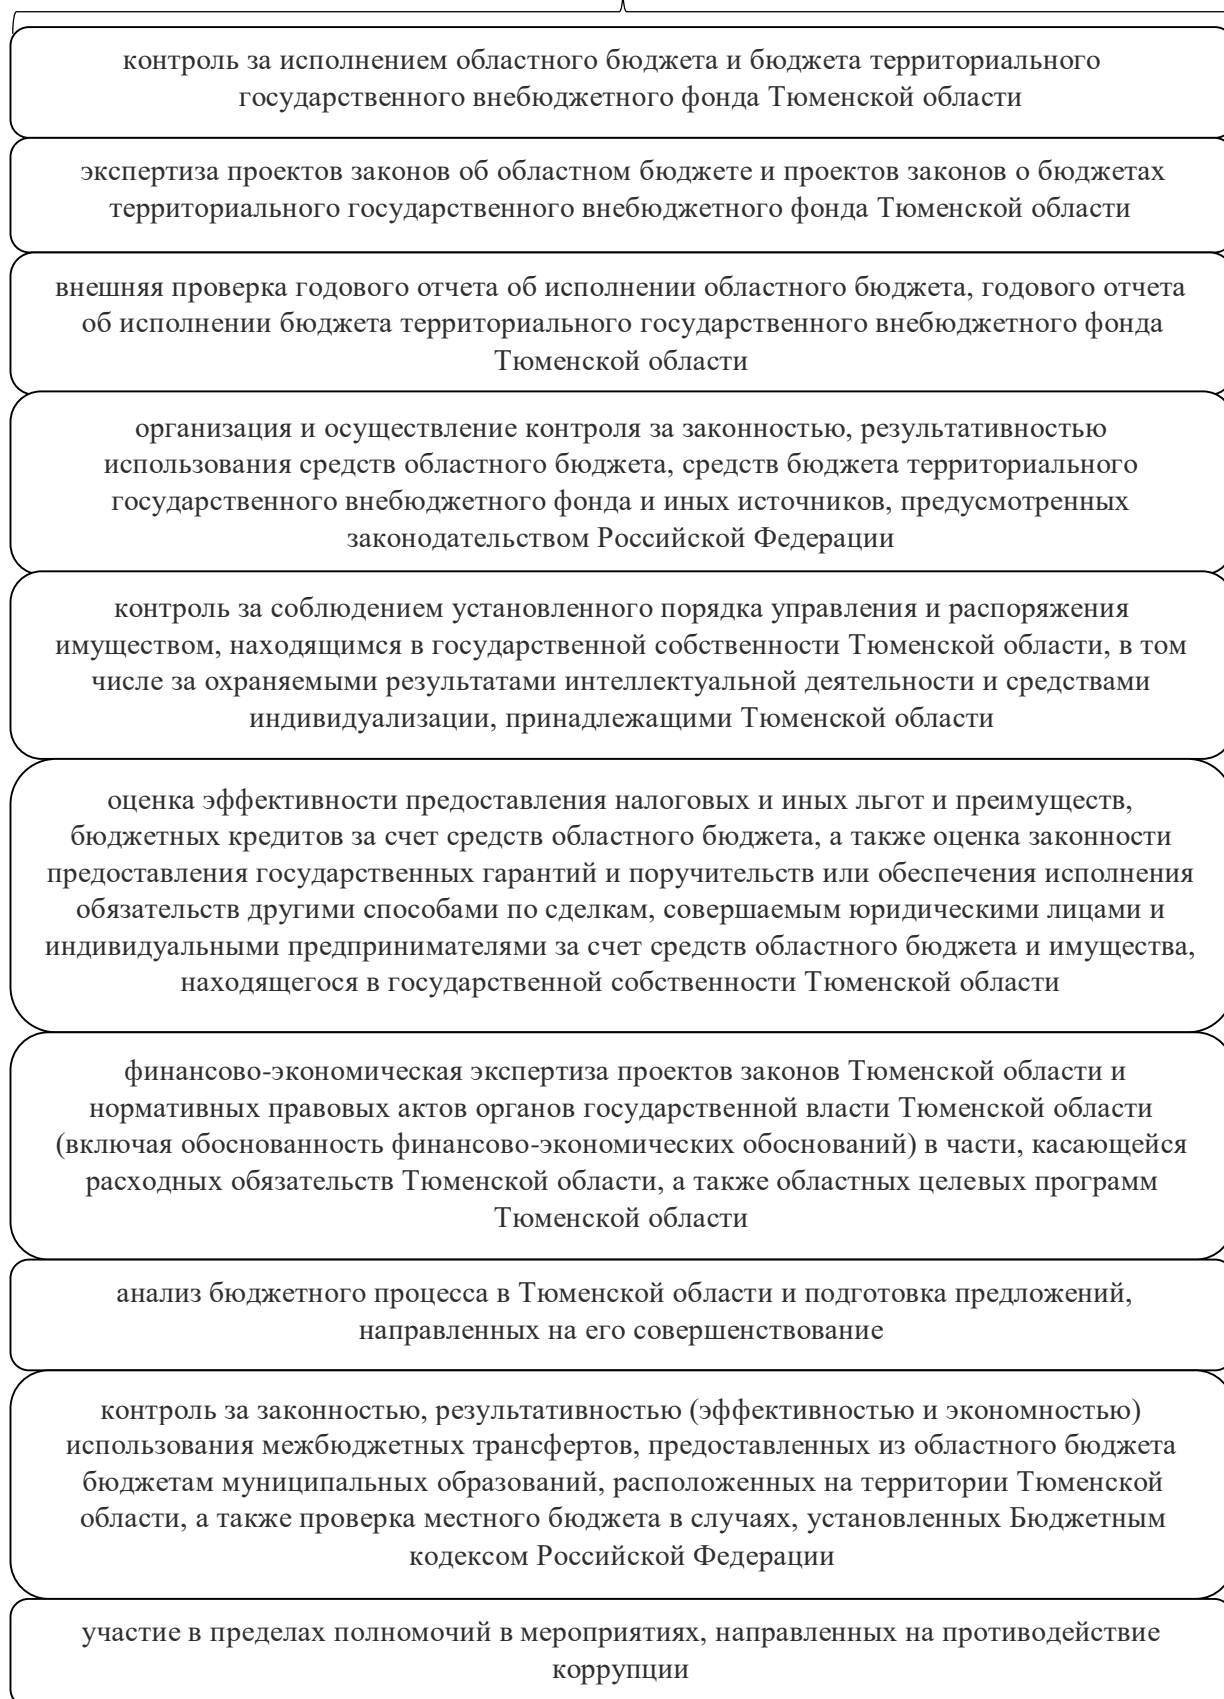 контроль за исполнением областного бюджета и бюджета территориального
государственного внебюджетного фонда Тюменской области
экспертиза проектов законов об областном бюджете и проектов законов о бюджетах
территориального государственного внебюджетного фонда Тюменской области
внешняя проверка годового отчета об исполнении областного бюджета, годового отчета
об исполнении бюджета территориального государственного внебюджетного фонда
Тюменской области
организация и осуществление контроля за законностью, результативностью
использования средств областного бюджета, средств бюджета территориального
государственного внебюджетного фонда и иных источников, предусмотренных
законодательством Российской Федерации
контроль за соблюдением установленного порядка управления и распоряжения
имуществом, находящимся в государственной собственности Тюменской области, в том
числе за охраняемыми результатами интеллектуальной деятельности и средствами
индивидуализации, принадлежащими Тюменской области
оценка эффективности предоставления налоговых и иных льгот и преимуществ,
бюджетных кредитов за счет средств областного бюджета, а также оценка законности
предоставления государственных гарантий и поручительств или обеспечения исполнения
обязательств другими способами по сделкам, совершаемым юридическими лицами и
индивидуальными предпринимателями за счет средств областного бюджета и имущества,
находящегося в государственной собственности Тюменской области
финансово-экономическая экспертиза проектов законов Тюменской области и
нормативных правовых актов органов государственной власти Тюменской области
(включая обоснованность финансово-экономических обоснований) в части, касающейся
расходных обязательств Тюменской области, а также областных целевых программ
Тюменской области
анализ бюджетного процесса в Тюменской области и подготовка предложений,
направленных на его совершенствование
контроль за законностью, результативностью (эффективностью и экономностью)
использования межбюджетных трансфертов, предоставленных из областного бюджета
бюджетам муниципальных образований, расположенных на территории Тюменской
области, а также проверка местного бюджета в случаях, установленных Бюджетным
кодексом Российской Федерации
участие в пределах полномочий в мероприятиях, направленных на противодействие
коррупции